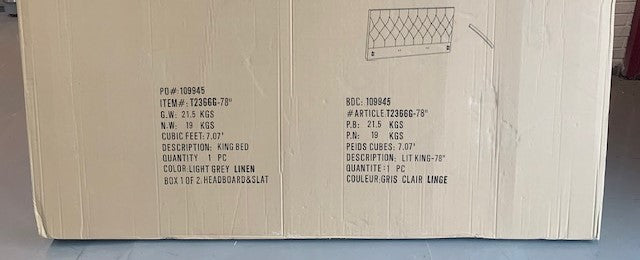 PO#: 109945
ITEM#: T2366G-78"
G.W: 21.5 KGS
N.W: 19 KGS
CUBIC FEET: 7.07'
DESCRIPTION: KING BED
QUANTITY 1 PC
COLOR: LIGHT GREY LINEN
BOX 1 OF 2. HEADBOARD&SLAT
BDC: 109945
#ARTICLE.T2366G-78"
P.B: 21.5 KGS
P.N: 19 KGS
PEIDS CUBES: 7.07'
DESCRIPTION: LIT KING-78"
QUANTITE: 1 PC
COULEUR: GRIS CLAIR LINGE